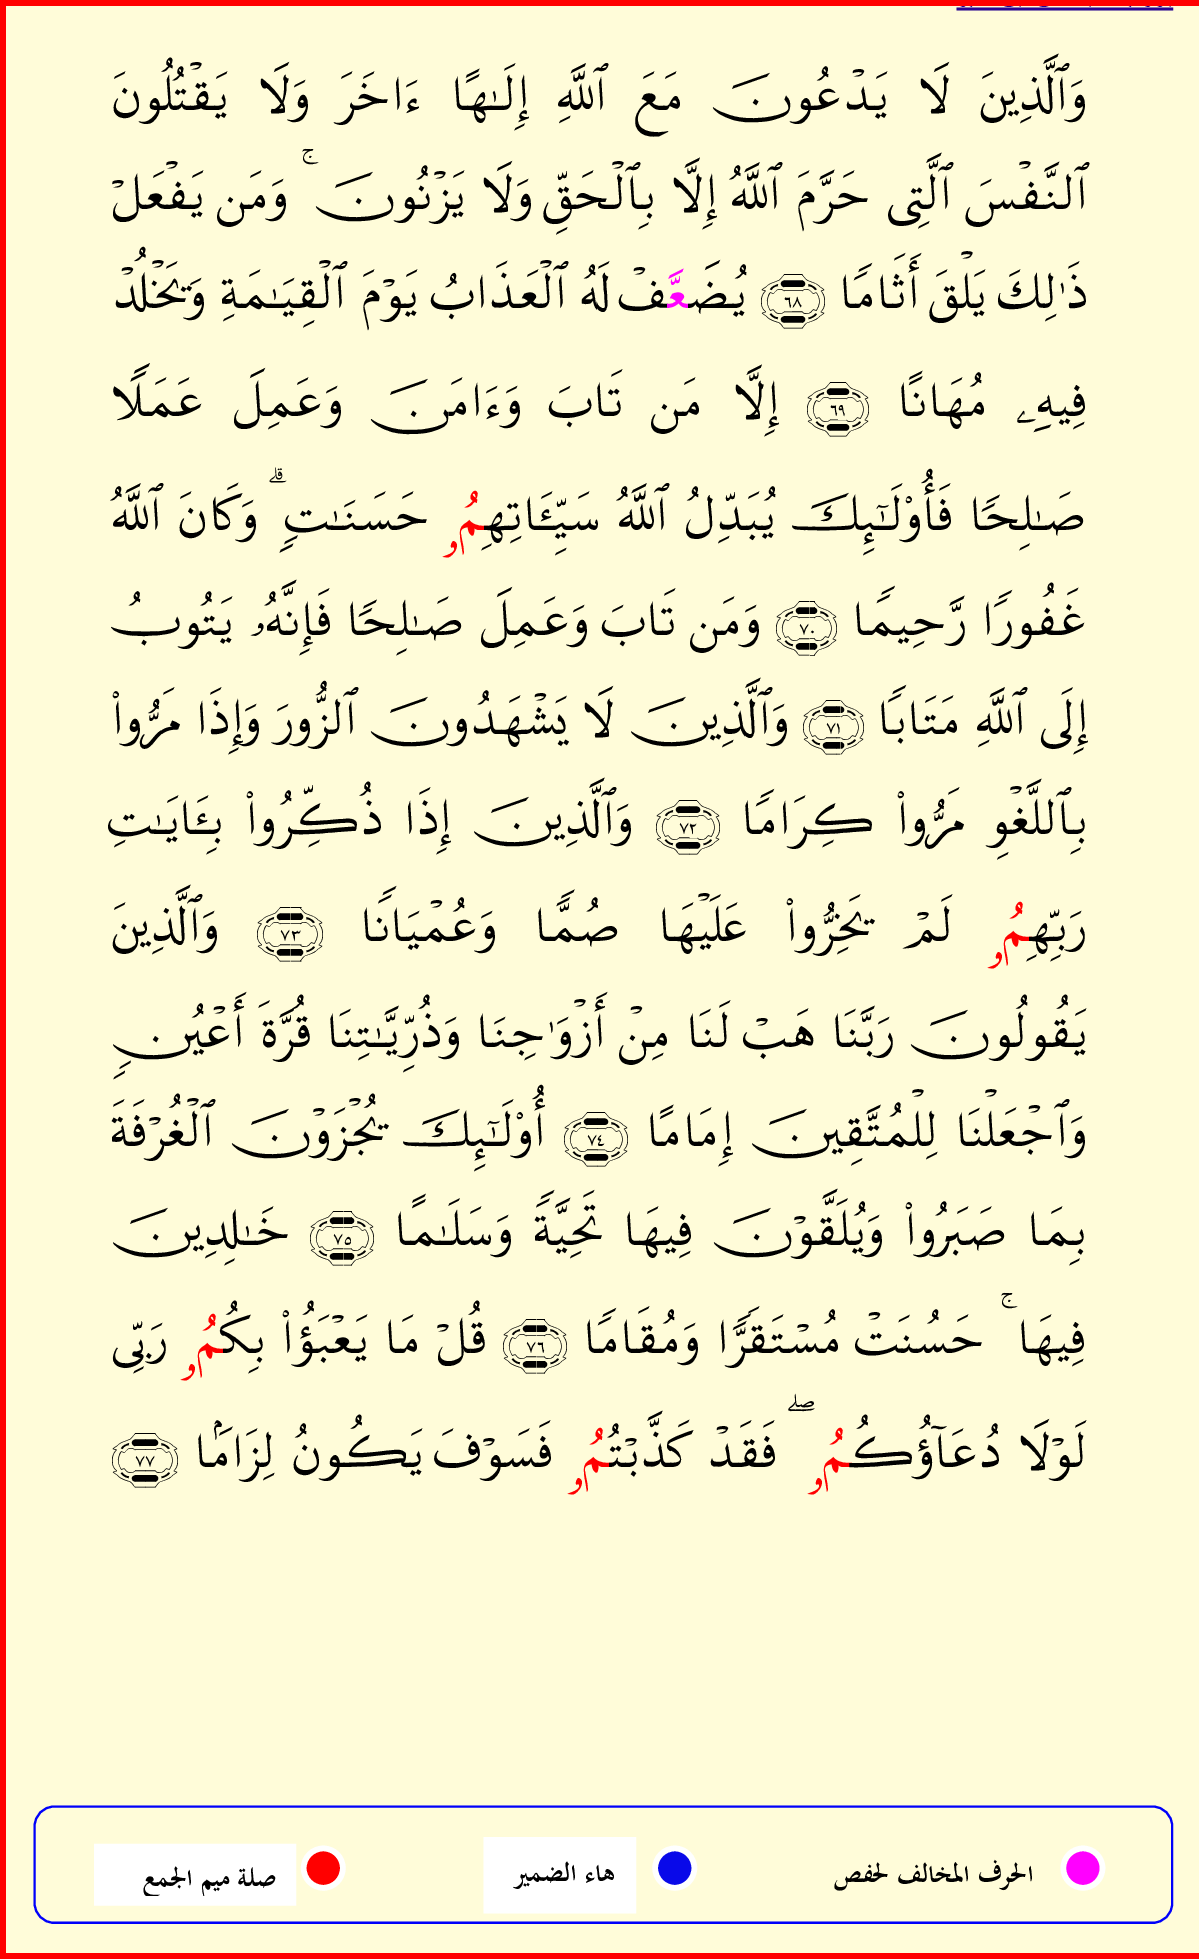 وَٱلَّذِينَ لَا يَدْعُونَ مَعَ ٱللَّهِ إِلَـٰهًا ءَاخَرَ وَلَا يَقْتُلُونَ
ٱلنَّفْسَ ٱلَّتِى حَرَّمَ ٱللَّهُ إِلَّا بِٱلْحَقِّ وَلَا يَزْنُونَ ۚ وَمَن يَفْعَلْ
ذَٰلِكَ يَلْقَ أَثَامًا ٦٨ يُضَعَّفْ لَهُ ٱلْعَذَابُ يَوْمَ ٱلْقِيَـٰمَةِ وَيَخْلُدْ
فِيهِۦ مُهَانًا ٦٩ إِلَّا مَن تَابَ وَءَامَنَ وَعَمِلَ عَمَلًا
صَـٰلِحًا فَأُو۟لَـٰٓئِكَ يُبَدِّلُ ٱللَّهُ سَيِّـَٔاتِهِمُۥ حَسَنَـٰتٍ ۗ وَكَانَ ٱللَّهُ
غَفُورًا رَّحِيمًا ٧٠ وَمَن تَابَ وَعَمِلَ صَـٰلِحًا فَإِنَّهُۥ يَتُوبُ
إِلَى ٱللَّهِ مَتَابًا ٧١ وَٱلَّذِينَ لَا يَشْهَدُونَ ٱلزُّورَ وَإِذَا مَرُّوا۟
بِٱللَّغْوِ مَرُّوا۟ كِرَامًا ٧٢ وَٱلَّذِينَ إِذَا ذُكِّرُوا۟ بِـَٔايَـٰتِ
رَبِّهِمُۥ لَمْ يَخِرُّوا۟ عَلَيْهَا صُمًّا وَعُمْيَانًا ٧٣ وَٱلَّذِينَ
يَقُولُونَ رَبَّنَا هَبْ لَنَا مِنْ أَزْوَٰجِنَا وَذُرِّيَّـٰتِنَا قُرَّةَ أَعْيُنٍ
وَٱجْعَلْنَا لِلْمُتَّقِينَ إِمَامًا ٧٤ أُو۟لَـٰٓئِكَ يُجْزَوْنَ ٱلْغُرْفَةَ
بِمَا صَبَرُوا۟ وَيُلَقَّوْنَ فِيهَا تَحِيَّةً وَسَلَـٰمًا ٧٥ خَـٰلِدِينَ
فِيهَا ۚ حَسُنَتْ مُسْتَقَرًّا وَمُقَامًا ٧٦ قُلْ مَا يَعْبَؤُا۟ بِكُمُۥ رَبِّى
لَوْلَا دُعَآؤُكُمُۥ ۖ فَقَدْ كَذَّبْتُمُۥ فَسَوْفَ يَكُونُ لِزَامًۢا ٧٧
الحرف المخالف لحفص هاء الضمير صلة ميم الجمع